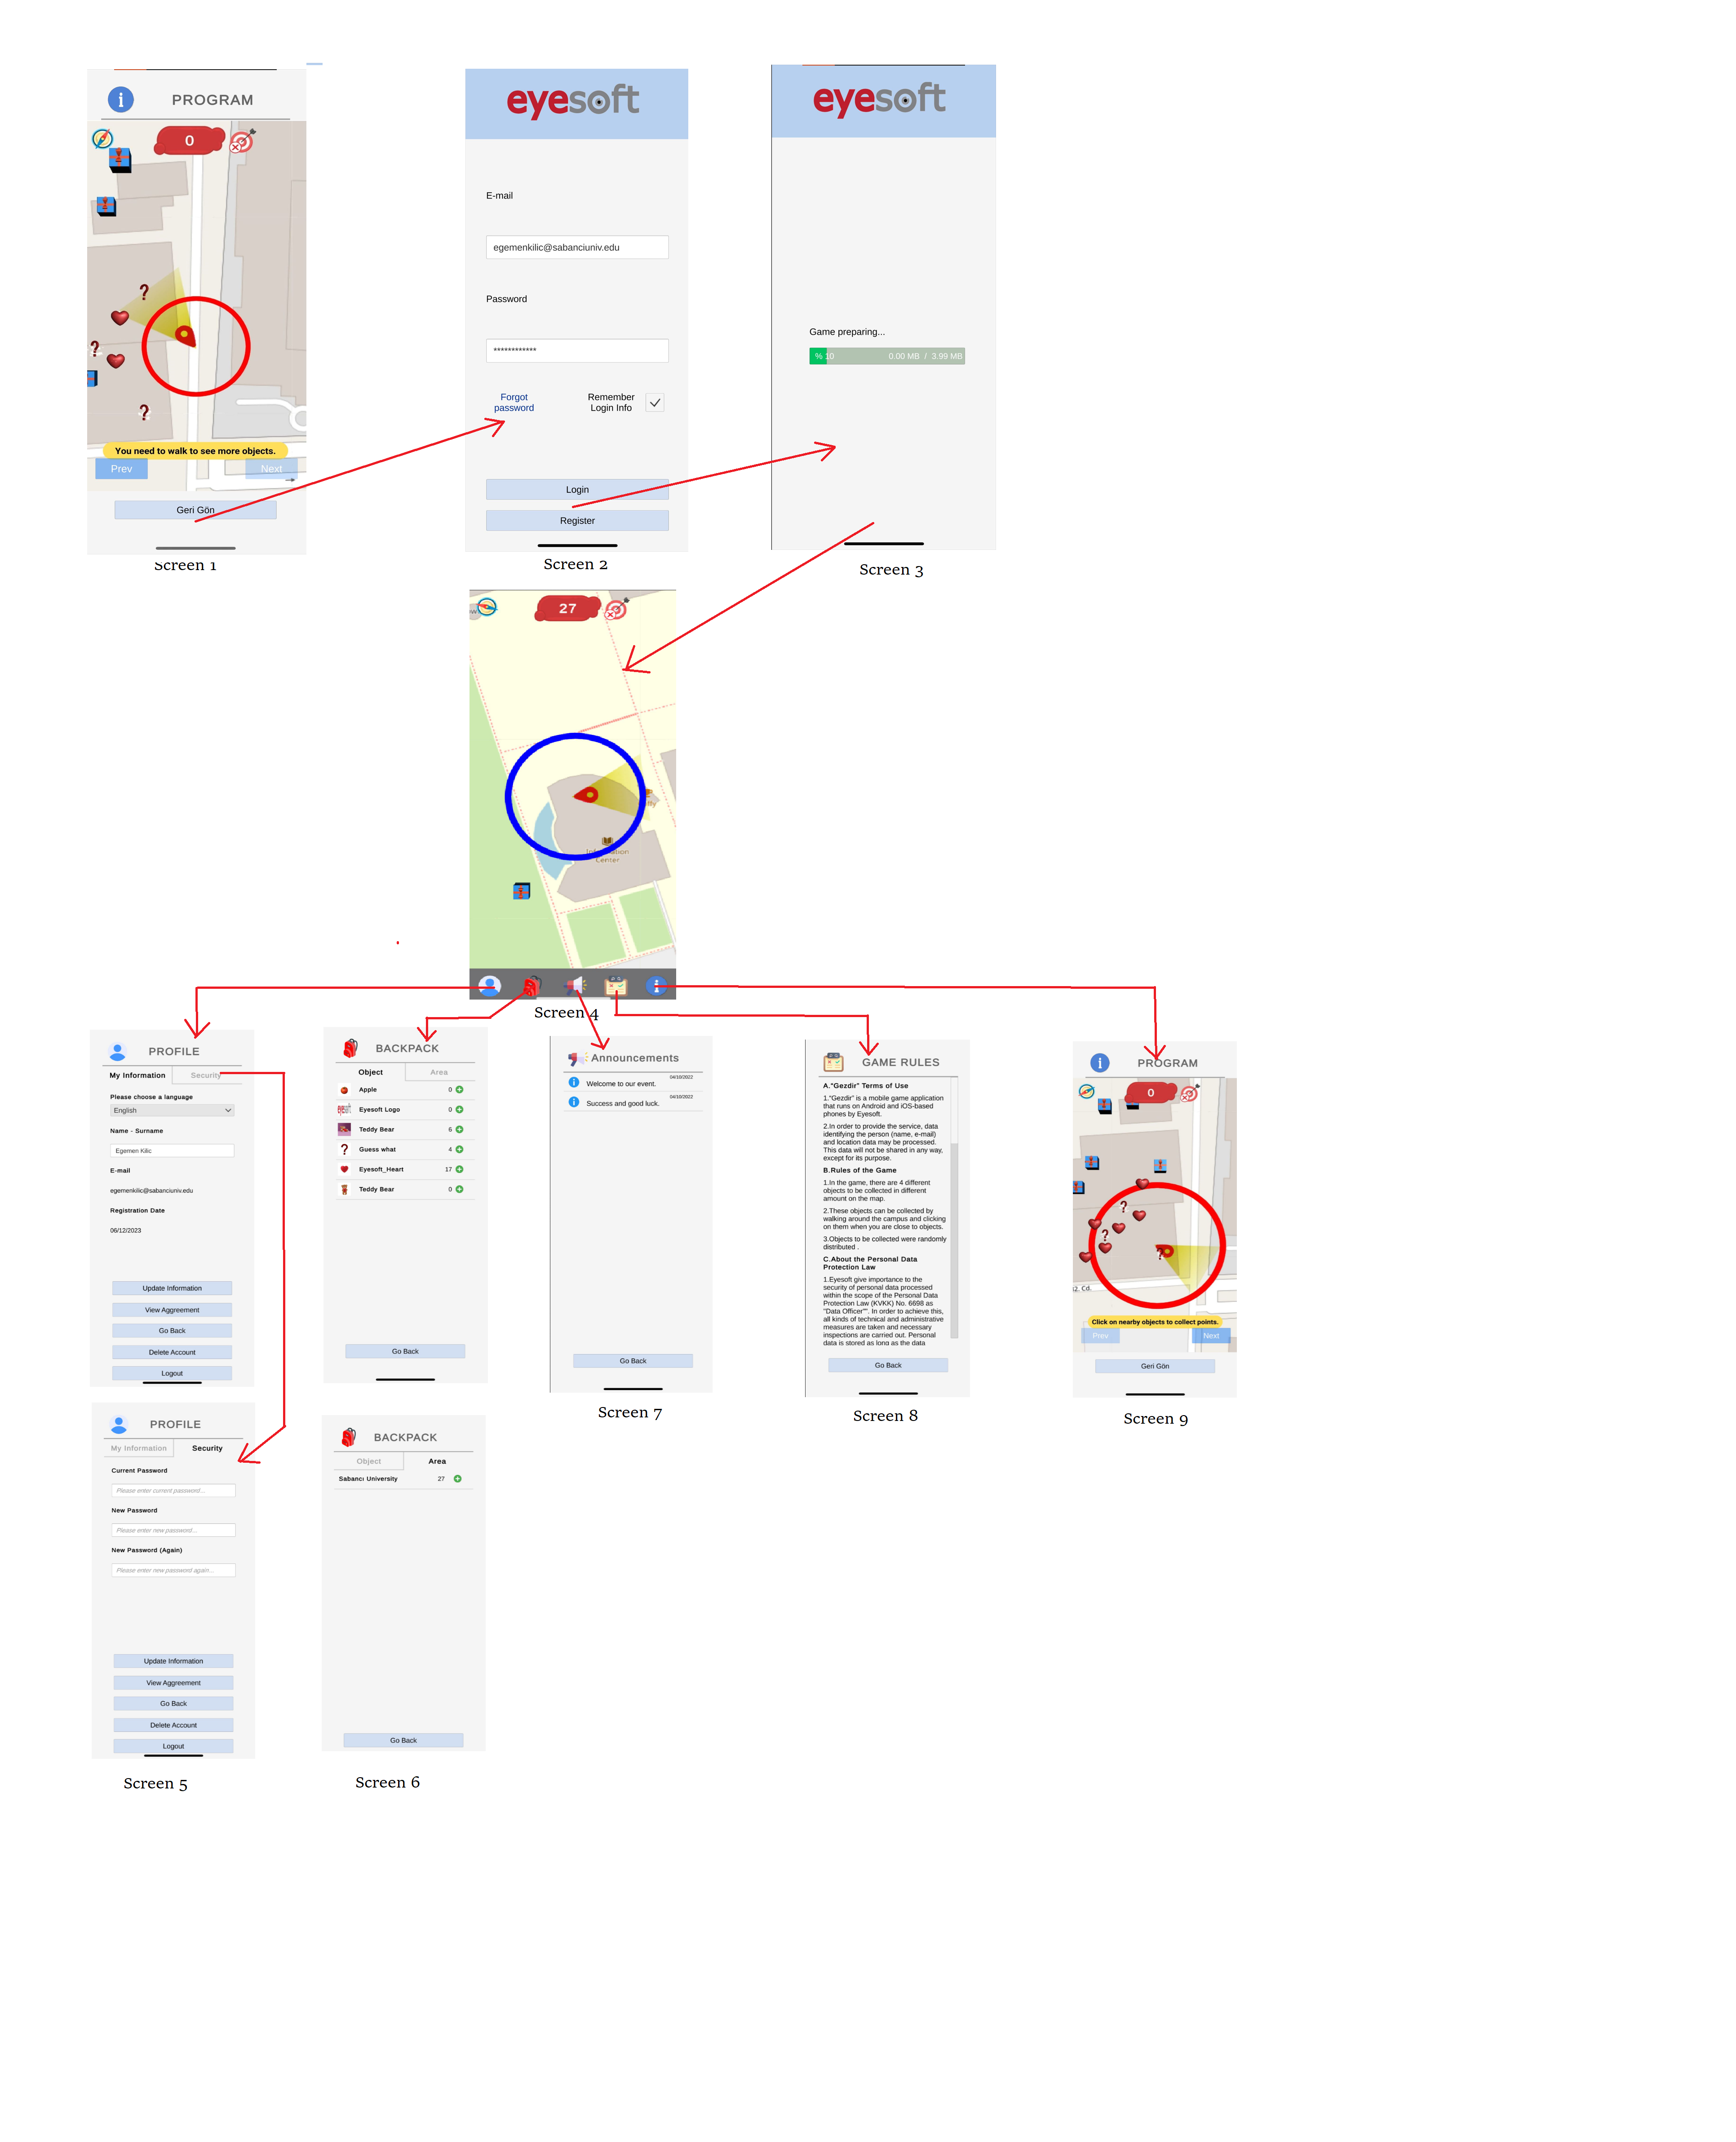 PROGRAM
0
You need to walk to see more objects.
Prev
Next
Geri Gön
Screen 1
eyesoft
E-mail
egemenkilic@sabanciuniv.edu
Password
************
Forgot
password
Remember
Login Info
Login
Register
Screen 2
eyesoft
Game preparing...
% 10
0.00 MB / 3.99 MB
Screen 3
27
Center
Screen 4
PROFILE
My Information
Security
Please choose a language
English
Name - Surname
Egemen Kilic
E-mail
egemenkilic@sabanciuniv.edu
Registration Date
06/12/2023
Update Information
View Aggreement
Go Back
Delete Account
Logout
BACKPACK
Object
Area
Apple 0
Eyesoft Logo 0
Teddy Bear 6
Guess what 4
Eyesoft_Heart 17
Teddy Bear 0
Go Back
Announcements
04/10/2022
Welcome to our event.
04/10/2022
Success and good luck.
Go Back
Screen 7
GAME RULES
A."Gezdir" Terms of Use
1."Gezdir" is a mobile game application
that runs on Android and iOS-based
phones by Eyesoft.
2.In order to provide the service, data
identifying the person (name, e-mail)
and location data may be processed.
This data will not be shared in any way,
except for its purpose.
B.Rules of the Game
1.In the game, there are 4 different
objects to be collected in different
amount on the map.
2.These objects can be collected by
walking around the campus and clicking
on them when you are close to objects.
3.Objects to be collected were randomly
distributed .
C.About the Personal Data
Protection Law
1.Eyesoft give importance to the
security of personal data processed
within the scope of the Personal Data
Protection Law (KVKK) No. 6698 as
"Data Officer"". In order to achieve this,
all kinds of technical and administrative
measures are taken and necessary
inspections are carried out. Personal
data is stored as long as the data
Go Back
Screen 8
PROGRAM
0
Cd.
Click on nearby objects to collect points.
Prev
Next
Geri Gön
Screen 9
PROFILE
My Information
Security
Current Password
Please enter current password...
New Password
Please enter new password...
New Password (Again)
Please enter new password again...
Update Information
View Aggreement
Go Back
Delete Account
Logout
Screen 5
BACKPACK
Object
Area
Sabancı University 27
Go Back
Screen 6